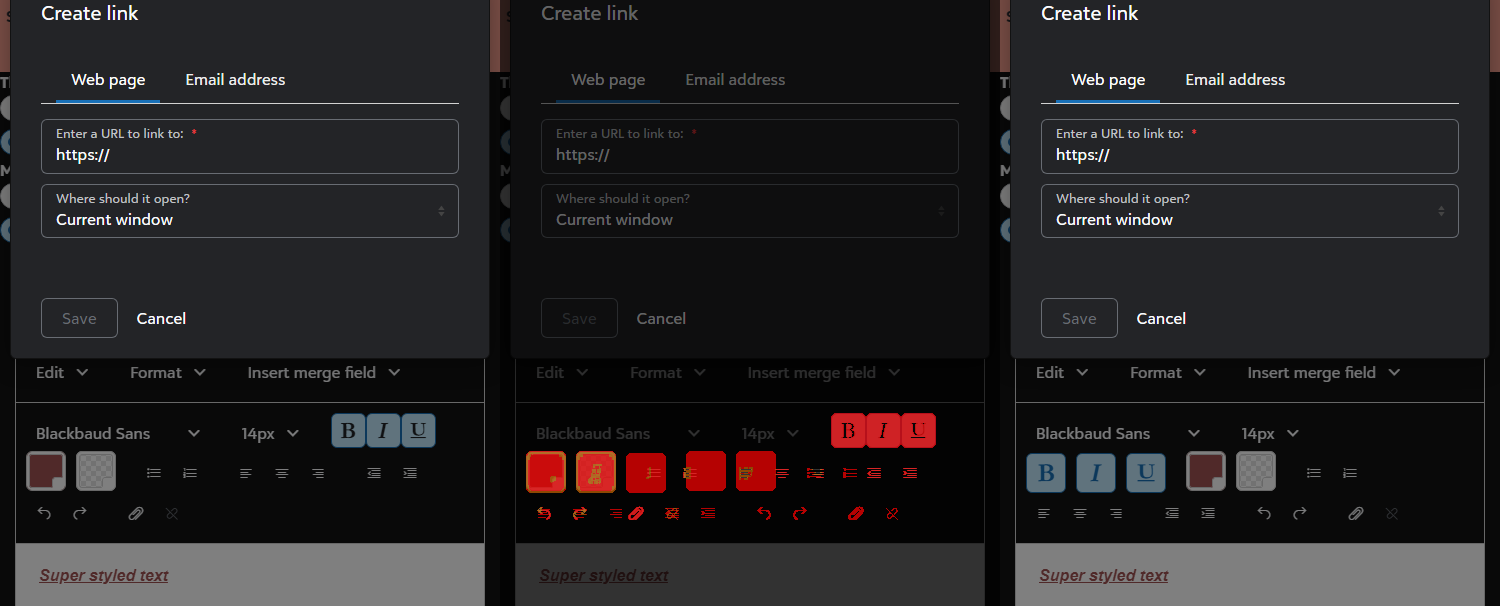 Create link Create link Create link
Web page Email address Web page Email address Web page Email address
Enter a URL to link to: * Enter a URL to link to: * Enter a URL to link to: *
https:// https:// https://
Where should it open? Where should it open? Where should it open?
Current window Current window Current window
Save Cancel Save Cancel Save Cancel
Edit Format Insert merge field Edit Format Insert merge field Edit Format Insert merge field
Blackbaud Sans 14px B I U Blackbaud Sans 14px B I U Blackbaud Sans 14px
B I U
Super styled text Super styled text Super styled text